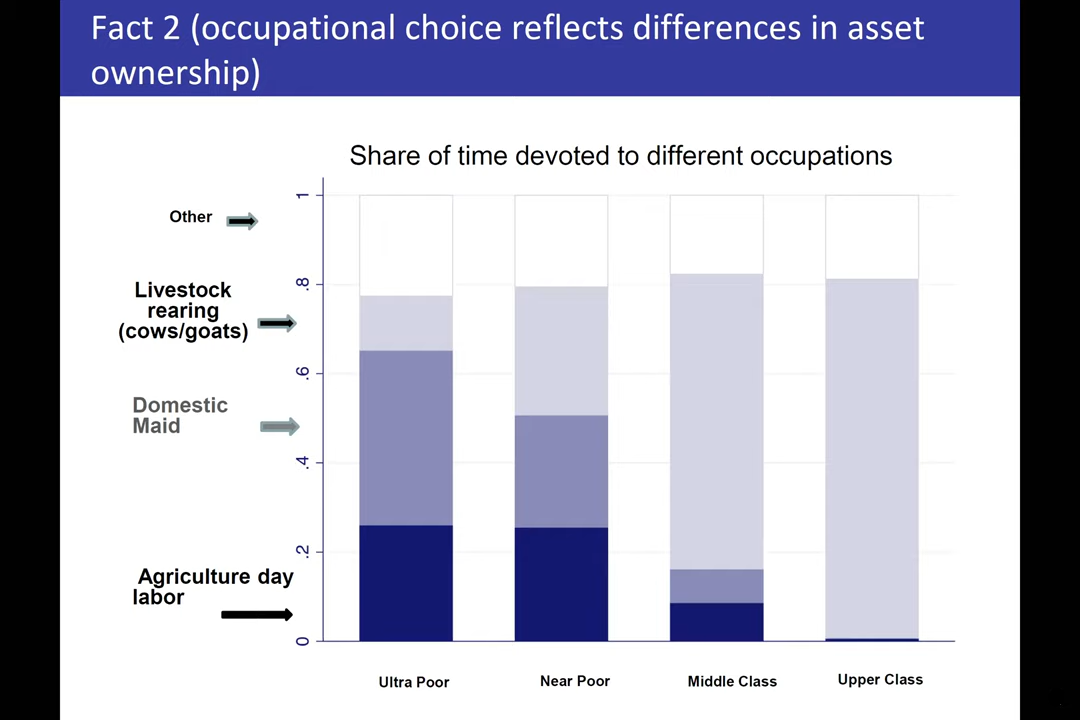 Fact 2 (occupational choice reflects differences in asset
ownership)
Share of time devoted to different occupations
1
Other
.8
Livestock
rearing
(cows/goats)
.6
Domestic
Maid
.4
.2
Agriculture day
labor
0
Ultra Poor
Near Poor
Middle Class
Upper Class